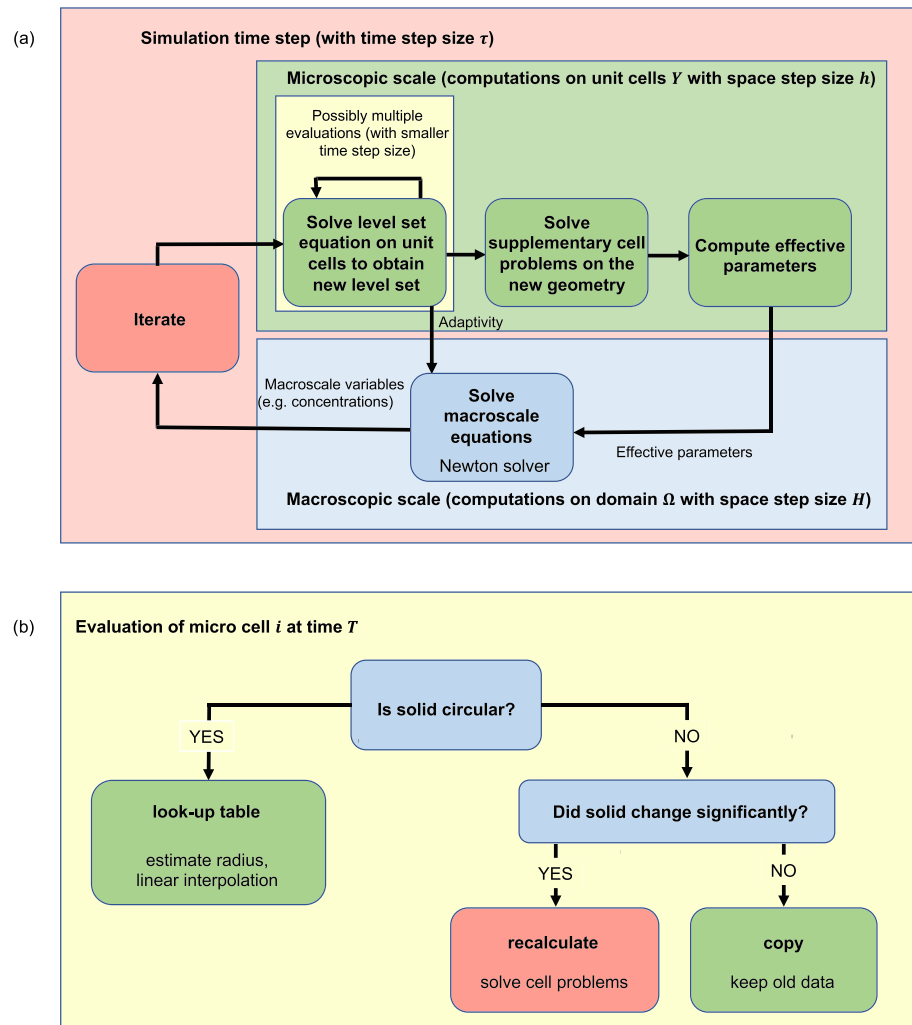 (a)
Simulation time step (with time step size τ)
Microscopic scale (computations on unit cells Y with space step size h)
Possibly multiple
evaluations (with smaller
time step size)
Solve level set
equation on unit
cells to obtain
new level set
Solve
supplementary cell
problems on the
new geometry
Compute effective
parameters
Iterate
Adaptivity
Macroscale variables
(e.g. concentrations)
Solve
macroscale
equations
Newton solver
Effective parameters
Macroscopic scale (computations on domain Ω with space step size H)
(b)
Evaluation of micro cell i at time T
Is solid circular?
YES
NO
look-up table
estimate radius,
linear interpolation
Did solid change significantly?
YES
NO
recalculate
solve cell problems
copy
keep old data